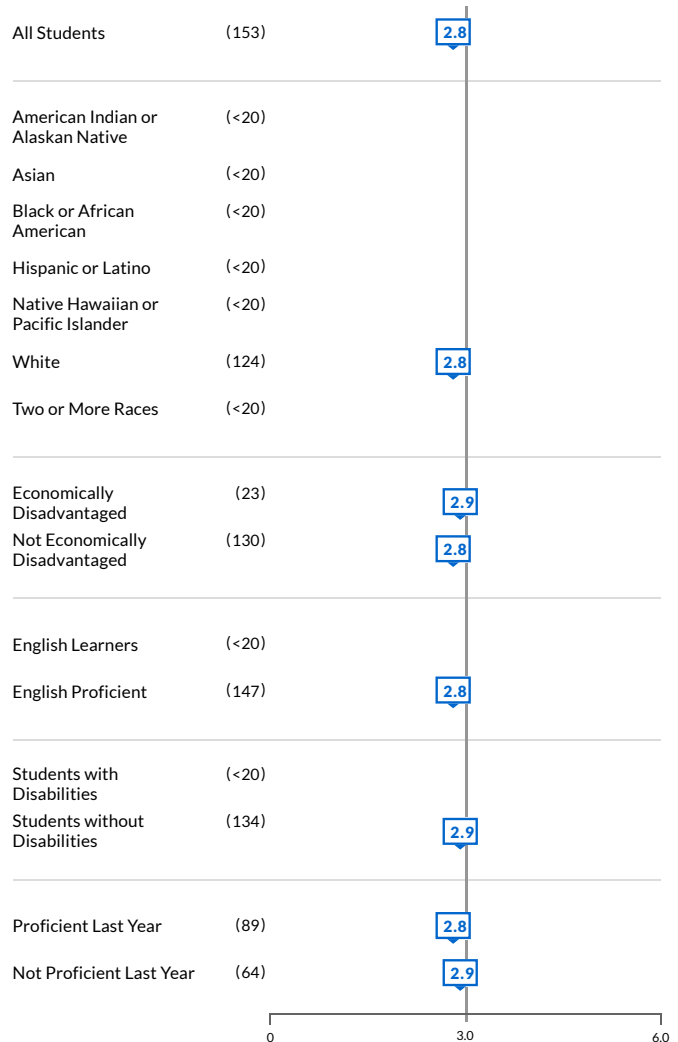 All Students (153) 2.8
American Indian or (<20)
Alaskan Native
Asian (<20)
Black or African (<20)
American
Hispanic or Latino (<20)
Native Hawaiian or (<20)
Pacific Islander
White (124) 2.8
Two or More Races (<20)
Economically (23) 2.9
Disadvantaged
Not Economically (130) 2.8
Disadvantaged
English Learners (<20)
English Proficient (147) 2.8
Students with (<20)
Disabilities
Students without (134) 2.9
Disabilities
Proficient Last Year (89) 2.8
Not Proficient Last Year (64) 2.9
0 3.0 6.0